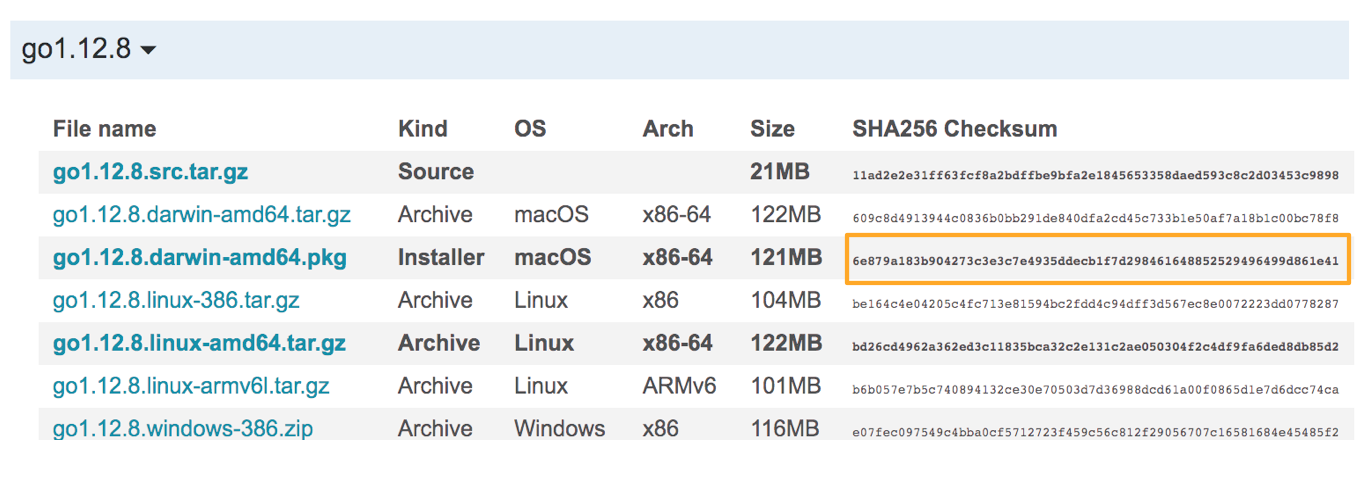 go1.12.8
File name Kind OS Arch Size SHA256 Checksum
go1.12.8.src.tar.gz Source 21MB 11ad2e2e31ff63fcf8a2bdffbe9bfa2e1845653358daed593c8c2d03453c9898
go1.12.8.darwin-amd64.tar.gz Archive macOS x86-64 122MB 609c8d4913944c0836b0bb291de840dfa2cd45c733b1e50af7a18b1c00bc78f8
go1.12.8.darwin-amd64.pkg Installer macOS x86-64 121MB 6e879a183b904273c3e3c7e4935ddecb1f7d298461648852529496499d861e41
go1.12.8.linux-386.tar.gz Archive Linux x86 104MB be164c4e04205c4fc713e81594bc2fdd4c94dff3d567ec8e0072223dd0778287
go1.12.8.linux-amd64.tar.gz Archive Linux x86-64 122MB bd26cd4962a362ed3c11835bca32c2e131c2ae050304f2c4df9fa6ded8db85d2
go1.12.8.linux-armv6l.tar.gz Archive Linux ARMv6 101MB b6b057e7b5c740894132ce30e70503d7d36988dcd61a00f0865d1e7d6dcc74ca
go1.12.8.windows-386.zip Archive Windows x86 116MB e07fec097549c4bba0cf5712723f459c56c812f29056707c16581684e45485f2